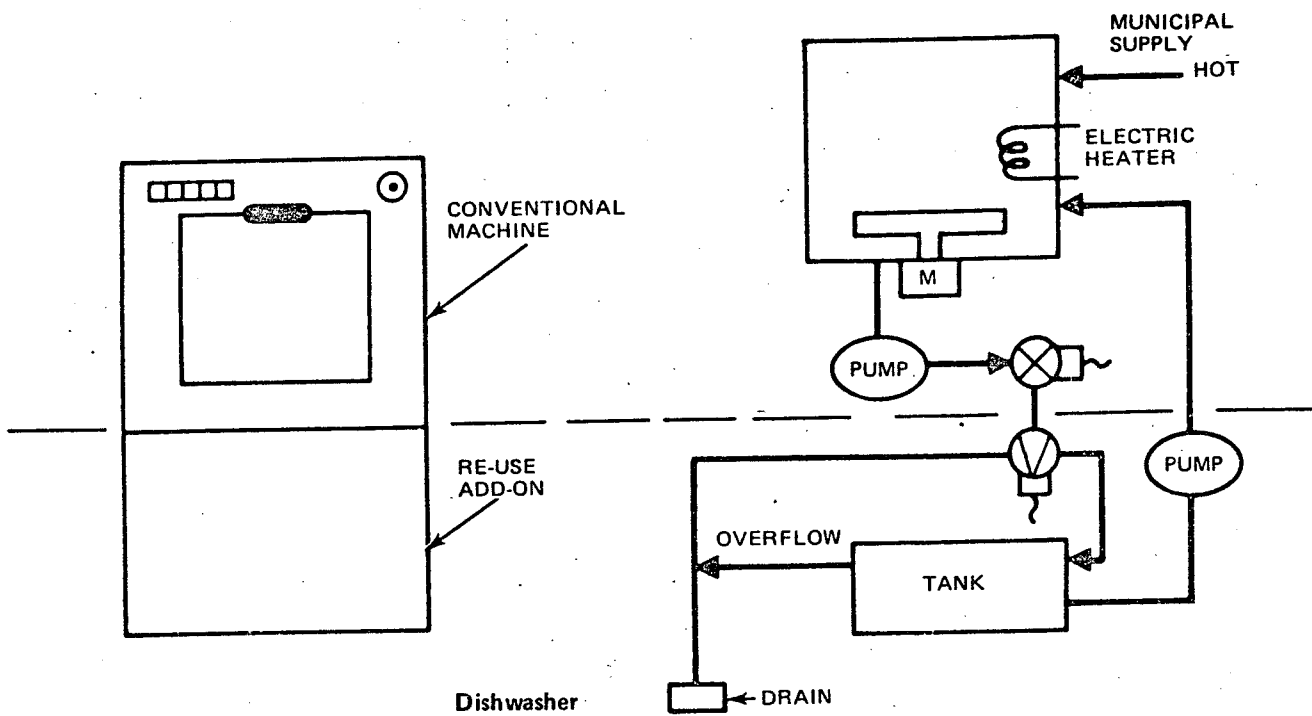 MUNICIPAL
SUPPLY
HOT
ELECTRIC
HEATER
CONVENTIONAL
MACHINE
M
PUMP
RE-USE
ADD-ON
PUMP
OVERFLOW
TANK
Dishwasher
DRAIN